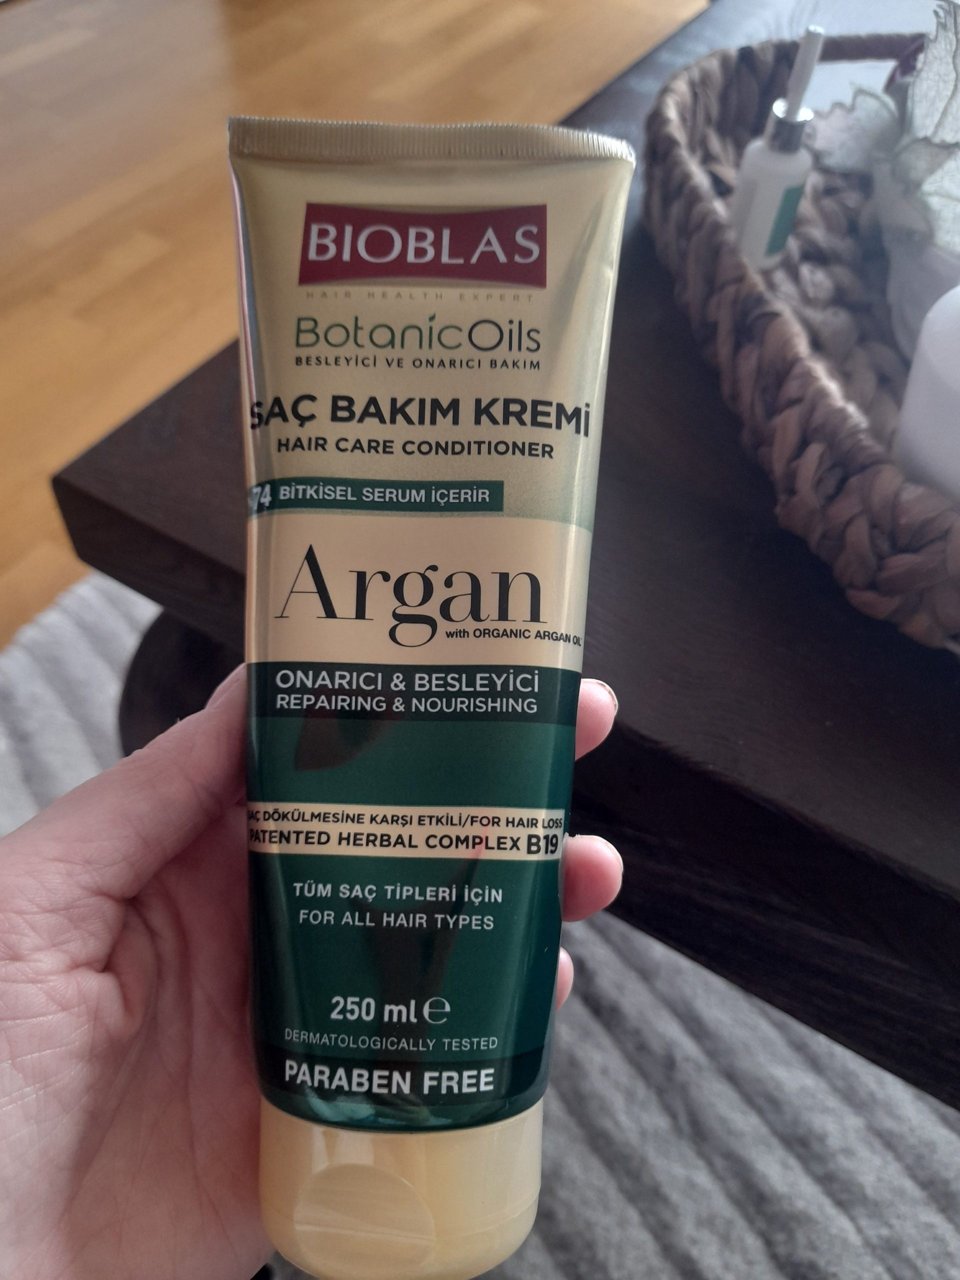 BIOBLAS
HAIR HEALTH EXPERT
BotanicOils
BESLEYİCİ VE ONARICI BAKIM
SAÇ BAKIM KREMİ
HAIR CARE CONDITIONER
74 BİTKİSEL SERUM İÇERİR
Argan
with ORGANIC ARGAN OIL
ONARICI & BESLEYİCİ
REPAIRING & NOURISHING
SAÇ DÖKÜLMESİNE KARŞI ETKİLİ/FOR HAIR LOSS
PATENTED HERBAL COMPLEX B19
TÜM SAÇ TİPLERİ İÇİN
FOR ALL HAIR TYPES
250 ml ℮
DERMATOLOGICALLY TESTED
PARABEN FREE